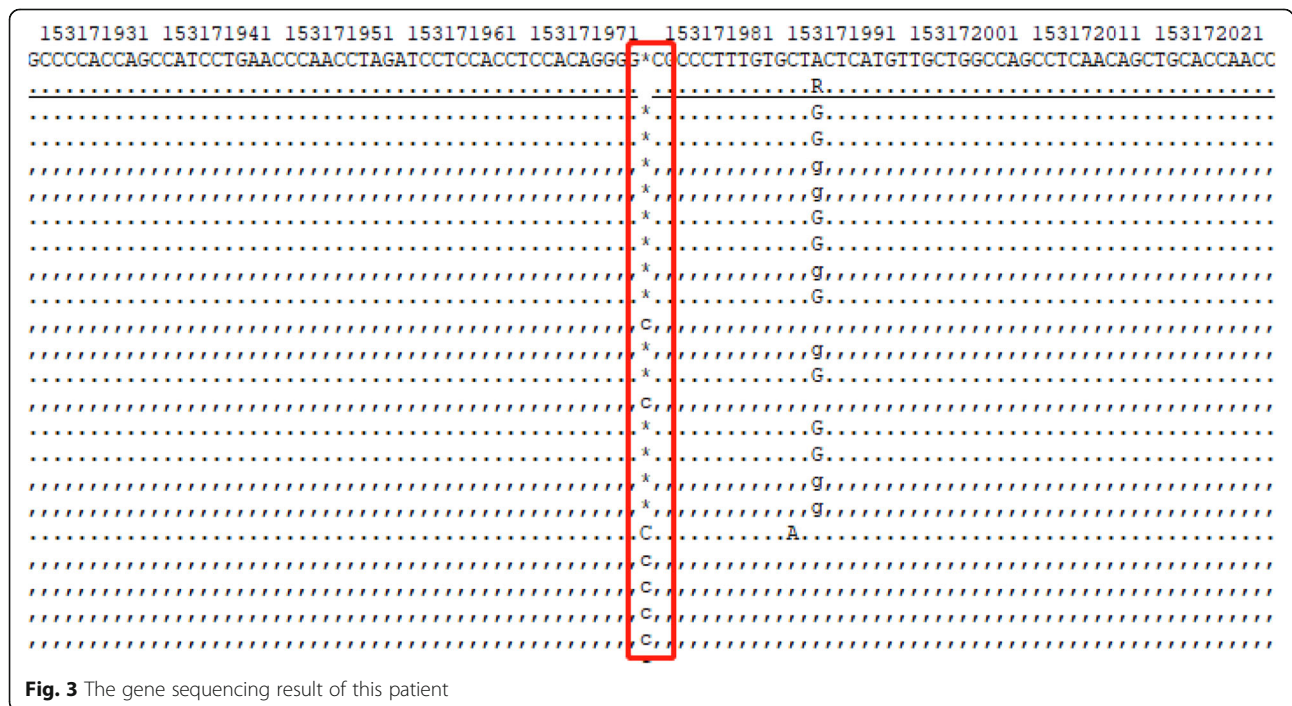 153171931 153171941 153171951 153171961 153171971 153171981 153171991 153172001 153172011 153172021
GCCCCACCAGCCATCCTGAACCCAACCTAGATCCTCCACCTCCACAGGGG*CGCCCTTTGTGCTACTCATGTTGCTGGCCAGCCTCAACAGCTGCACCAACC
.................................................. .............R.....................................
..................................................*.............G.....................................
..................................................*.............G.....................................
,,,,,,,,,,,,,,,,,,,,,,,,,,,,,,,,,,,,,,,,,,,,,,,,,,*,,,,,,,,,,,,,g,,,,,,,,,,,,,,,,,,,,,,,,,,,,,,,,,,,,,
,,,,,,,,,,,,,,,,,,,,,,,,,,,,,,,,,,,,,,,,,,,,,,,,,,*,,,,,,,,,,,,,g,,,,,,,,,,,,,,,,,,,,,,,,,,,,,,,,,,,,,
..................................................*.............G.....................................
..................................................*.............G.....................................
,,,,,,,,,,,,,,,,,,,,,,,,,,,,,,,,,,,,,,,,,,,,,,,,,,*,,,,,,,,,,,,,g,,,,,,,,,,,,,,,,,,,,,,,,,,,,,,,,,,,,,
..................................................*.............G.....................................
,,,,,,,,,,,,,,,,,,,,,,,,,,,,,,,,,,,,,,,,,,,,,,,,,,c,,,,,,,,,,,,,,,,,,,,,,,,,,,,,,,,,,,,,,,,,,,,,,,,,,,
,,,,,,,,,,,,,,,,,,,,,,,,,,,,,,,,,,,,,,,,,,,,,,,,,,*,,,,,,,,,,,,,g,,,,,,,,,,,,,,,,,,,,,,,,,,,,,,,,,,,,,
..................................................*.............G.....................................
,,,,,,,,,,,,,,,,,,,,,,,,,,,,,,,,,,,,,,,,,,,,,,,,,,c,,,,,,,,,,,,,,,,,,,,,,,,,,,,,,,,,,,,,,,,,,,,,,,,,,,
..................................................*.............G.....................................
..................................................*.............G.....................................
,,,,,,,,,,,,,,,,,,,,,,,,,,,,,,,,,,,,,,,,,,,,,,,,,,*,,,,,,,,,,,,,g,,,,,,,,,,,,,,,,,,,,,,,,,,,,,,,,,,,,,
,,,,,,,,,,,,,,,,,,,,,,,,,,,,,,,,,,,,,,,,,,,,,,,,,,*,,,,,,,,,,,,,g,,,,,,,,,,,,,,,,,,,,,,,,,,,,,,,,,,,,,
..................................................C...........A.......................................
,,,,,,,,,,,,,,,,,,,,,,,,,,,,,,,,,,,,,,,,,,,,,,,,,,c,,,,,,,,,,,,,,,,,,,,,,,,,,,,,,,,,,,,,,,,,,,,,,,,,,,
,,,,,,,,,,,,,,,,,,,,,,,,,,,,,,,,,,,,,,,,,,,,,,,,,,c,,,,,,,,,,,,,,,,,,,,,,,,,,,,,,,,,,,,,,,,,,,,,,,,,,,
,,,,,,,,,,,,,,,,,,,,,,,,,,,,,,,,,,,,,,,,,,,,,,,,,,c,,,,,,,,,,,,,,,,,,,,,,,,,,,,,,,,,,,,,,,,,,,,,,,,,,,
,,,,,,,,,,,,,,,,,,,,,,,,,,,,,,,,,,,,,,,,,,,,,,,,,,c,,,,,,,,,,,,,,,,,,,,,,,,,,,,,,,,,,,,,,,,,,,,,,,,,,,
Fig. 3 The gene sequencing result of this patient